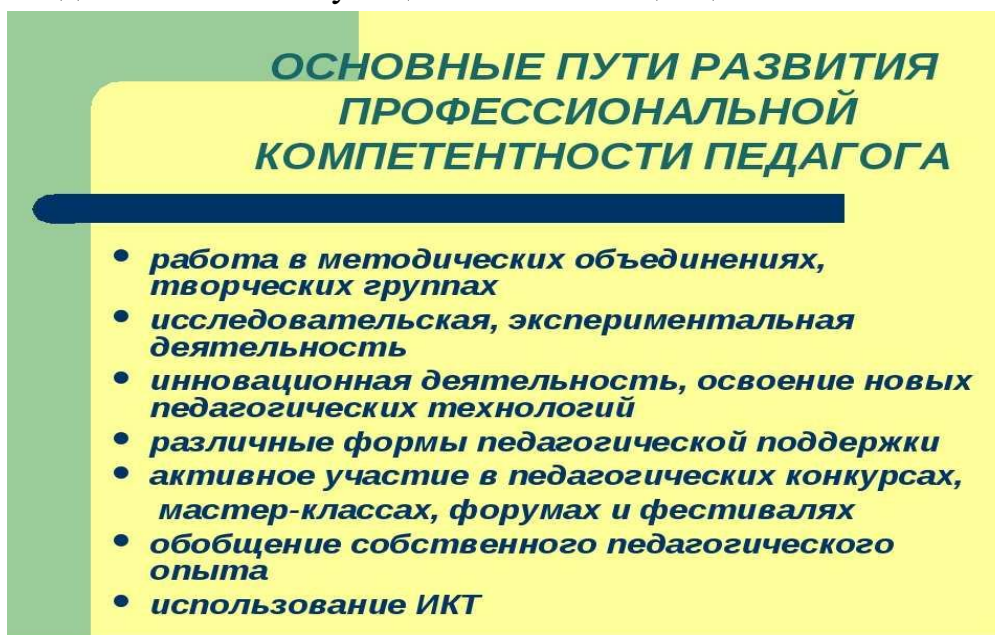 ОСНОВНЫЕ ПУТИ РАЗВИТИЯ
ПРОФЕССИОНАЛЬНОЙ
КОМПЕТЕНТНОСТИ ПЕДАГОГА
• работа в методических объединениях,
творческих группах
• исследовательская, экспериментальная
деятельность
• инновационная деятельность, освоение новых
педагогических технологий
• различные формы педагогической поддержки
• активное участие в педагогических конкурсах,
мастер-классах, форумах и фестивалях
• обобщение собственного педагогического
опыта
• использование ИКТ